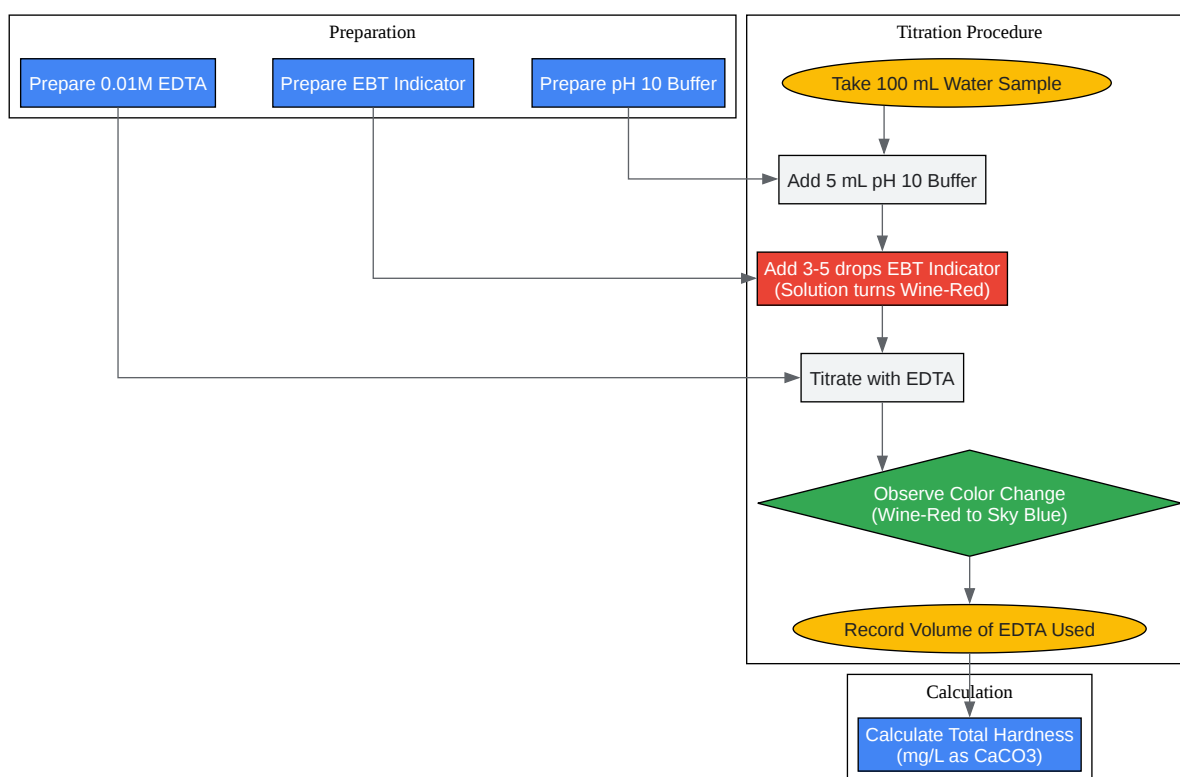 Preparation
Prepare 0.01M EDTA
Prepare EBT Indicator
Prepare pH 10 Buffer
Titration Procedure
Take 100 mL Water Sample
Add 5 mL pH 10 Buffer
Add 3-5 drops EBT Indicator
(Solution turns Wine-Red)
Titrate with EDTA
Observe Color Change
(Wine-Red to Sky Blue)
Record Volume of EDTA Used
Calculation
Calculate Total Hardness
(mg/L as CaCO3)